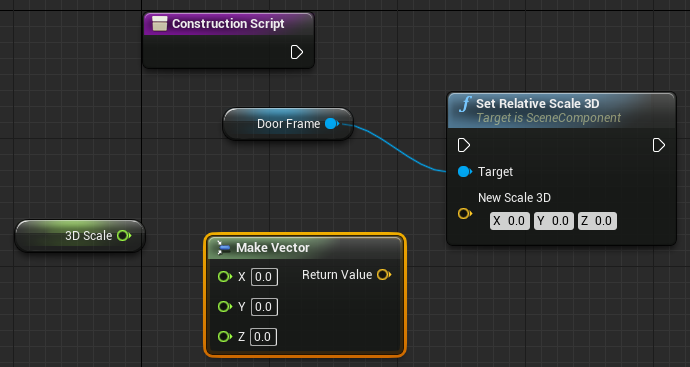 Construction Script
Door Frame
f Set Relative Scale 3D
Target is SceneComponent
Target
New Scale 3D
X 0.0 Y 0.0 Z 0.0
3D Scale
Make Vector
X 0.0 Return Value
Y 0.0
Z 0.0